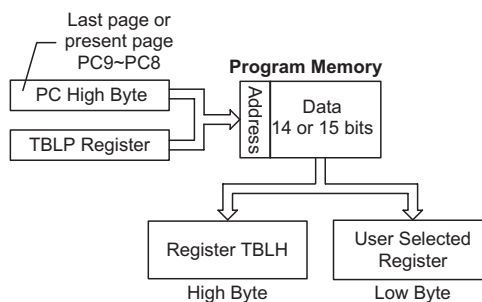 Last page or
present page
PC9~PC8
PC High Byte
TBLP Register
Program Memory
Address
Data
14 or 15 bits
Register TBLH
High Byte
User Selected
Register
Low Byte